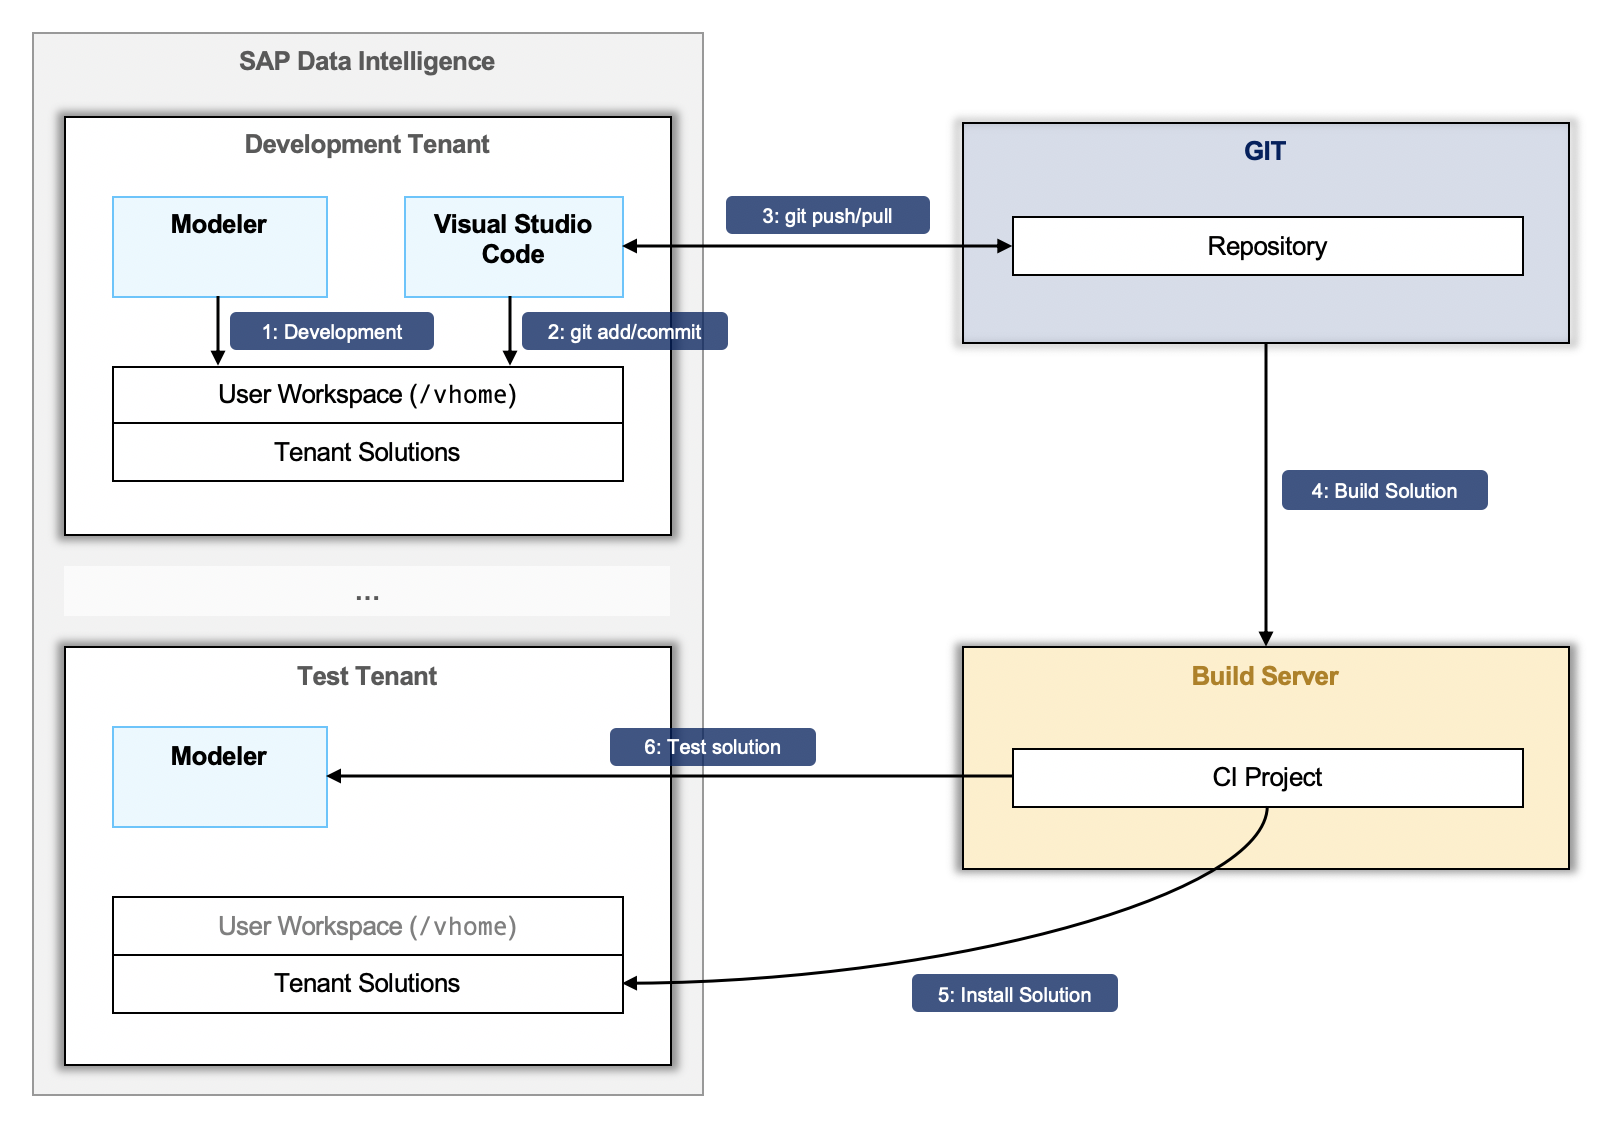 SAP Data Intelligence
Development Tenant
Modeler
Visual Studio
Code
1: Development
2: git add/commit
User Workspace (/vhome)
Tenant Solutions
3: git push/pull
GIT
Repository
4: Build Solution
...
Test Tenant
Modeler
User Workspace (/vhome)
Tenant Solutions
Build Server
CI Project
6: Test solution
5: Install Solution